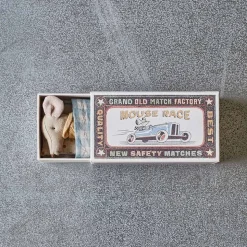 GRAND OLD MATCH FACTORY
MOUSE RACE
QUALITY
BEST
NEW SAFETY MATCHES